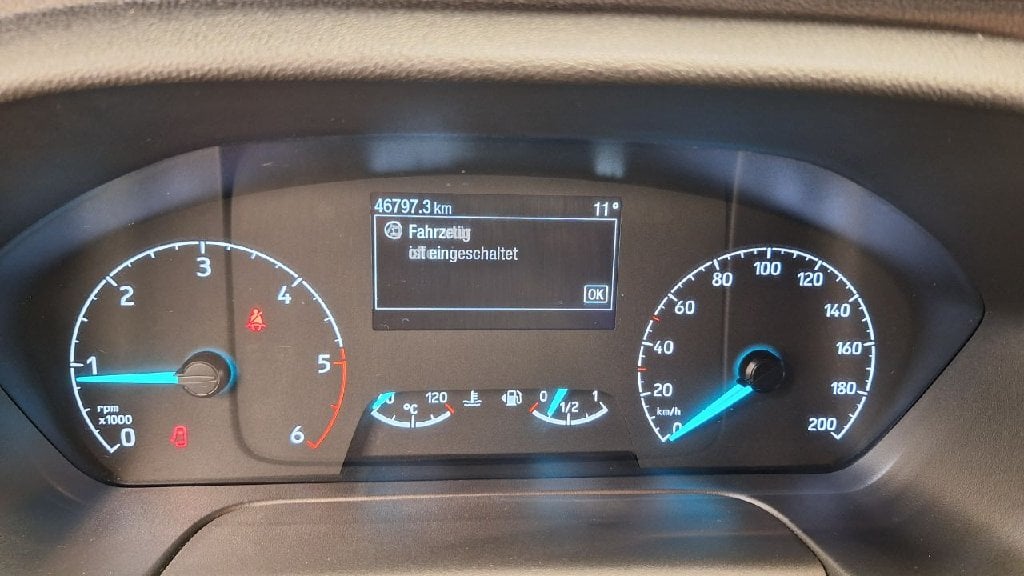 46797.3 km 11°
Fahrzeug
eingeschaltet
OK
0 1 2 3 4 5 6
rpm
x1000
0 120
°C
0 1/2 1
0 20 40 60 80 100 120 140 160 180 200
km/h